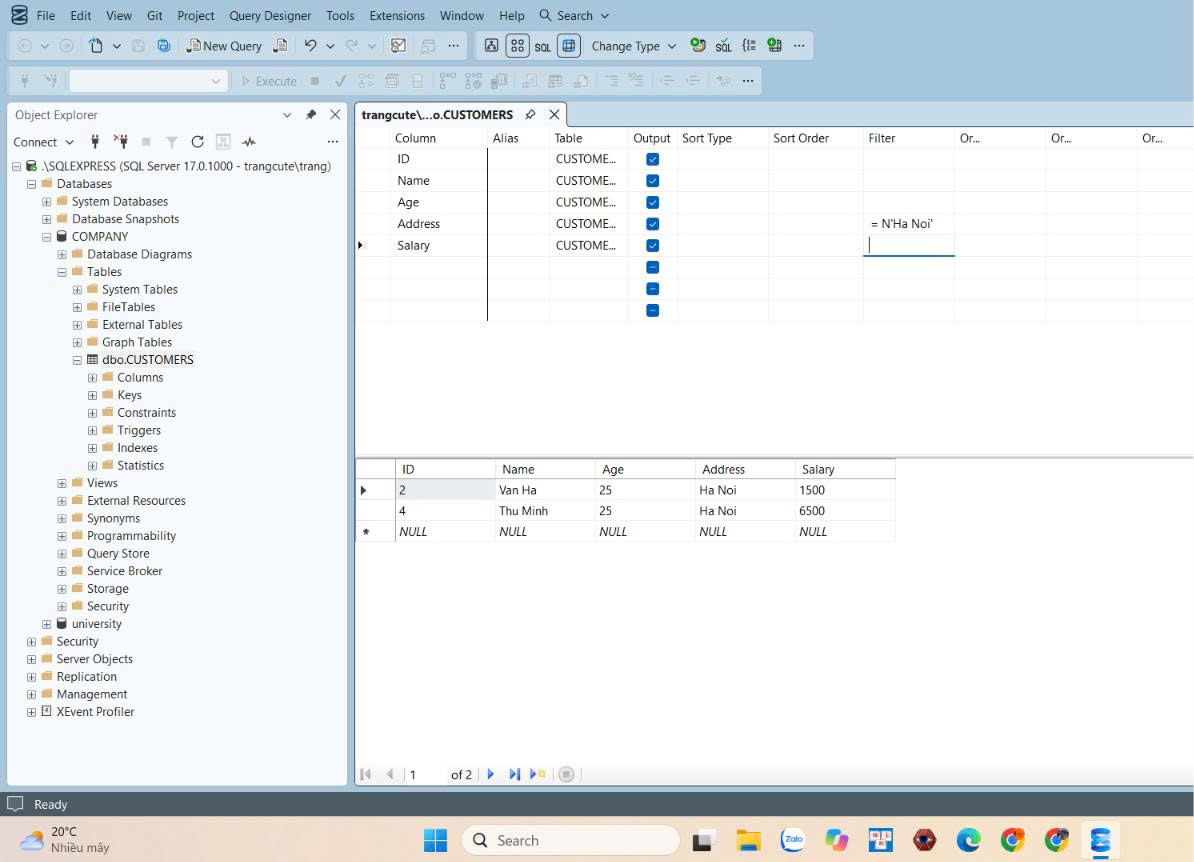 File Edit View Git Project Query Designer Tools Extensions Window Help Search
New Query SQL Change Type SQL
Execute
Object Explorer
Connect
.\SQLEXPRESS (SQL Server 17.0.1000 - trangcute\trang)
Databases
System Databases
Database Snapshots
COMPANY
Database Diagrams
Tables
System Tables
FileTables
External Tables
Graph Tables
dbo.CUSTOMERS
Columns
Keys
Constraints
Triggers
Indexes
Statistics
Views
External Resources
Synonyms
Programmability
Query Store
Service Broker
Storage
Security
university
Security
Server Objects
Replication
Management
XEvent Profiler
trangcute\...o.CUSTOMERS
Column Alias Table Output Sort Type Sort Order Filter Or... Or... Or...
ID CUSTOME...
Name CUSTOME...
Age CUSTOME...
Address CUSTOME... = N'Ha Noi'
Salary CUSTOME...
ID Name Age Address Salary
2 Van Ha 25 Ha Noi 1500
4 Thu Minh 25 Ha Noi 6500
* NULL NULL NULL NULL NULL
1 of 2
Ready
20°C
Nhiều mây
Search
Zalo